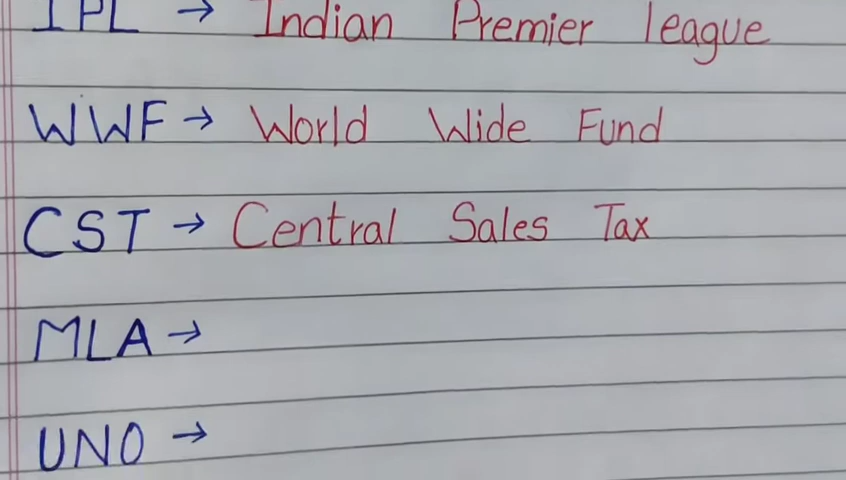 IPL → Indian Premier league
WWF → World Wide Fund
CST → Central Sales Tax
MLA →
UNO →